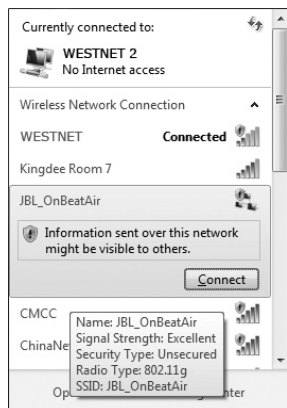 Currently connected to:
WESTNET 2
No Internet access
Wireless Network Connection
WESTNET Connected
Kingdee Room 7
JBL_OnBeatAir
Information sent over this network
might be visible to others.
Connect
CMCC
ChinaNe
Name: JBL_OnBeatAir
Signal Strength: Excellent
Security Type: Unsecured
Radio Type: 802.11g
SSID: JBL_OnBeatAir
Op
nter